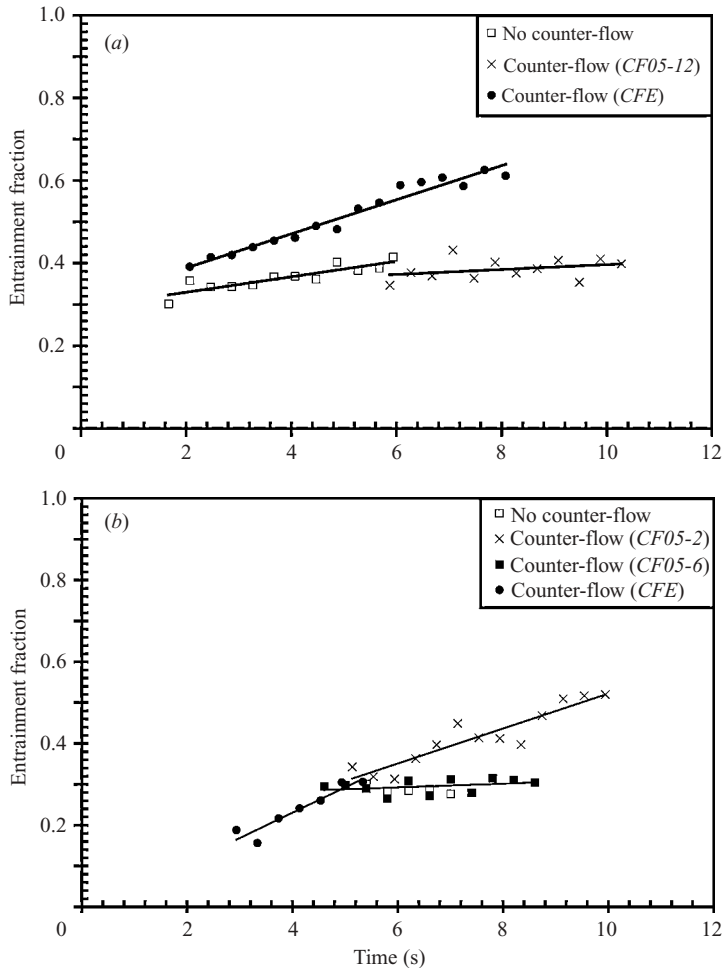 1.0
(a)
No counter-flow
Counter-flow (CF05-12)
Counter-flow (CFE)
0.8
0.6
Entrainment fraction
0.4
0.2
0
2
4
6
8
10
12
1.0
(b)
No counter-flow
Counter-flow (CF05-2)
Counter-flow (CF05-6)
Counter-flow (CFE)
0.8
0.6
Entrainment fraction
0.4
0.2
0
2
4
6
8
10
12
Time (s)